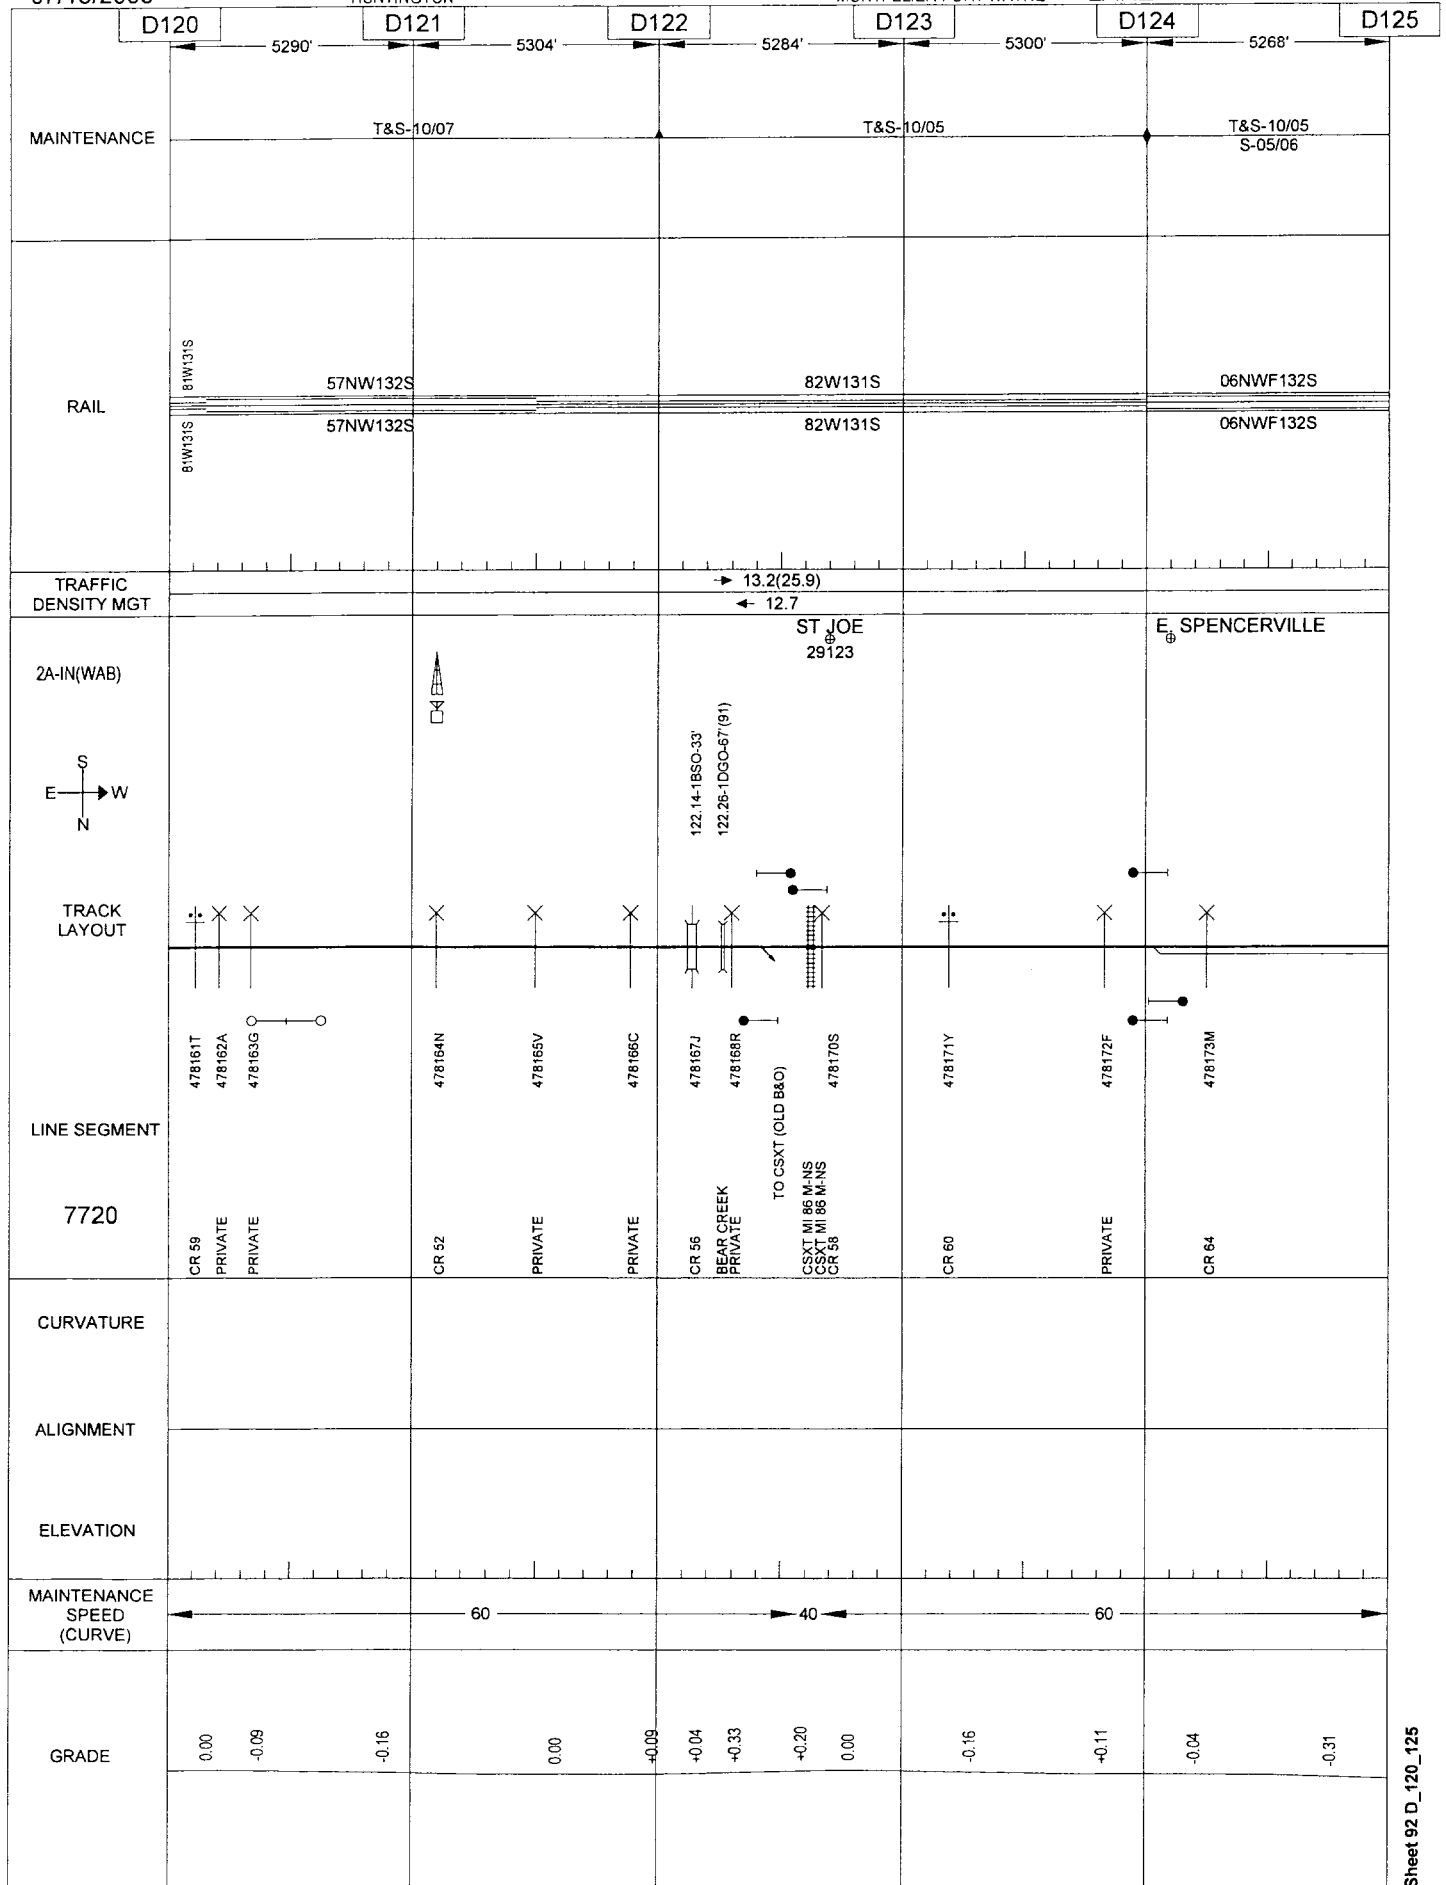 D120 D121 D122 D123 D124 D125
5290' 5304' 5284' 5300' 5268'
MAINTENANCE
T&S-10/07 T&S-10/05 T&S-10/05
S-05/06
RAIL
81W131S 57NW132S 82W131S 06NWF132S
81W131S 57NW132S 82W131S 06NWF132S
TRAFFIC
DENSITY MGT
13.2(25.9)
12.7
ST JOE
29123
E. SPENCERVILLE
2A-IN(WAB)
S
E W
N
122.14-1BSO-33'
122.26-1DGO-67'(91)
TRACK
LAYOUT
478161T
478162A
478163G
478164N
478165V
478166C
478167J
478168R
478170S
478171Y
478172F
478173M
TO CSXT (OLD B&O)
LINE SEGMENT
7720
CR 59
PRIVATE
PRIVATE
CR 52
PRIVATE
PRIVATE
CR 56
BEAR CREEK
PRIVATE
CSXT MI 86 M-NS
CSXT MI 86 M-NS
CR 58
CR 60
PRIVATE
CR 64
CURVATURE
ALIGNMENT
ELEVATION
MAINTENANCE
SPEED
(CURVE)
60 40 60
GRADE
0.00 -0.09 -0.16 0.00 +0.09 +0.04 +0.33 +0.20 0.00 -0.16 +0.11 -0.04 -0.31
Sheet 92 D_120_125